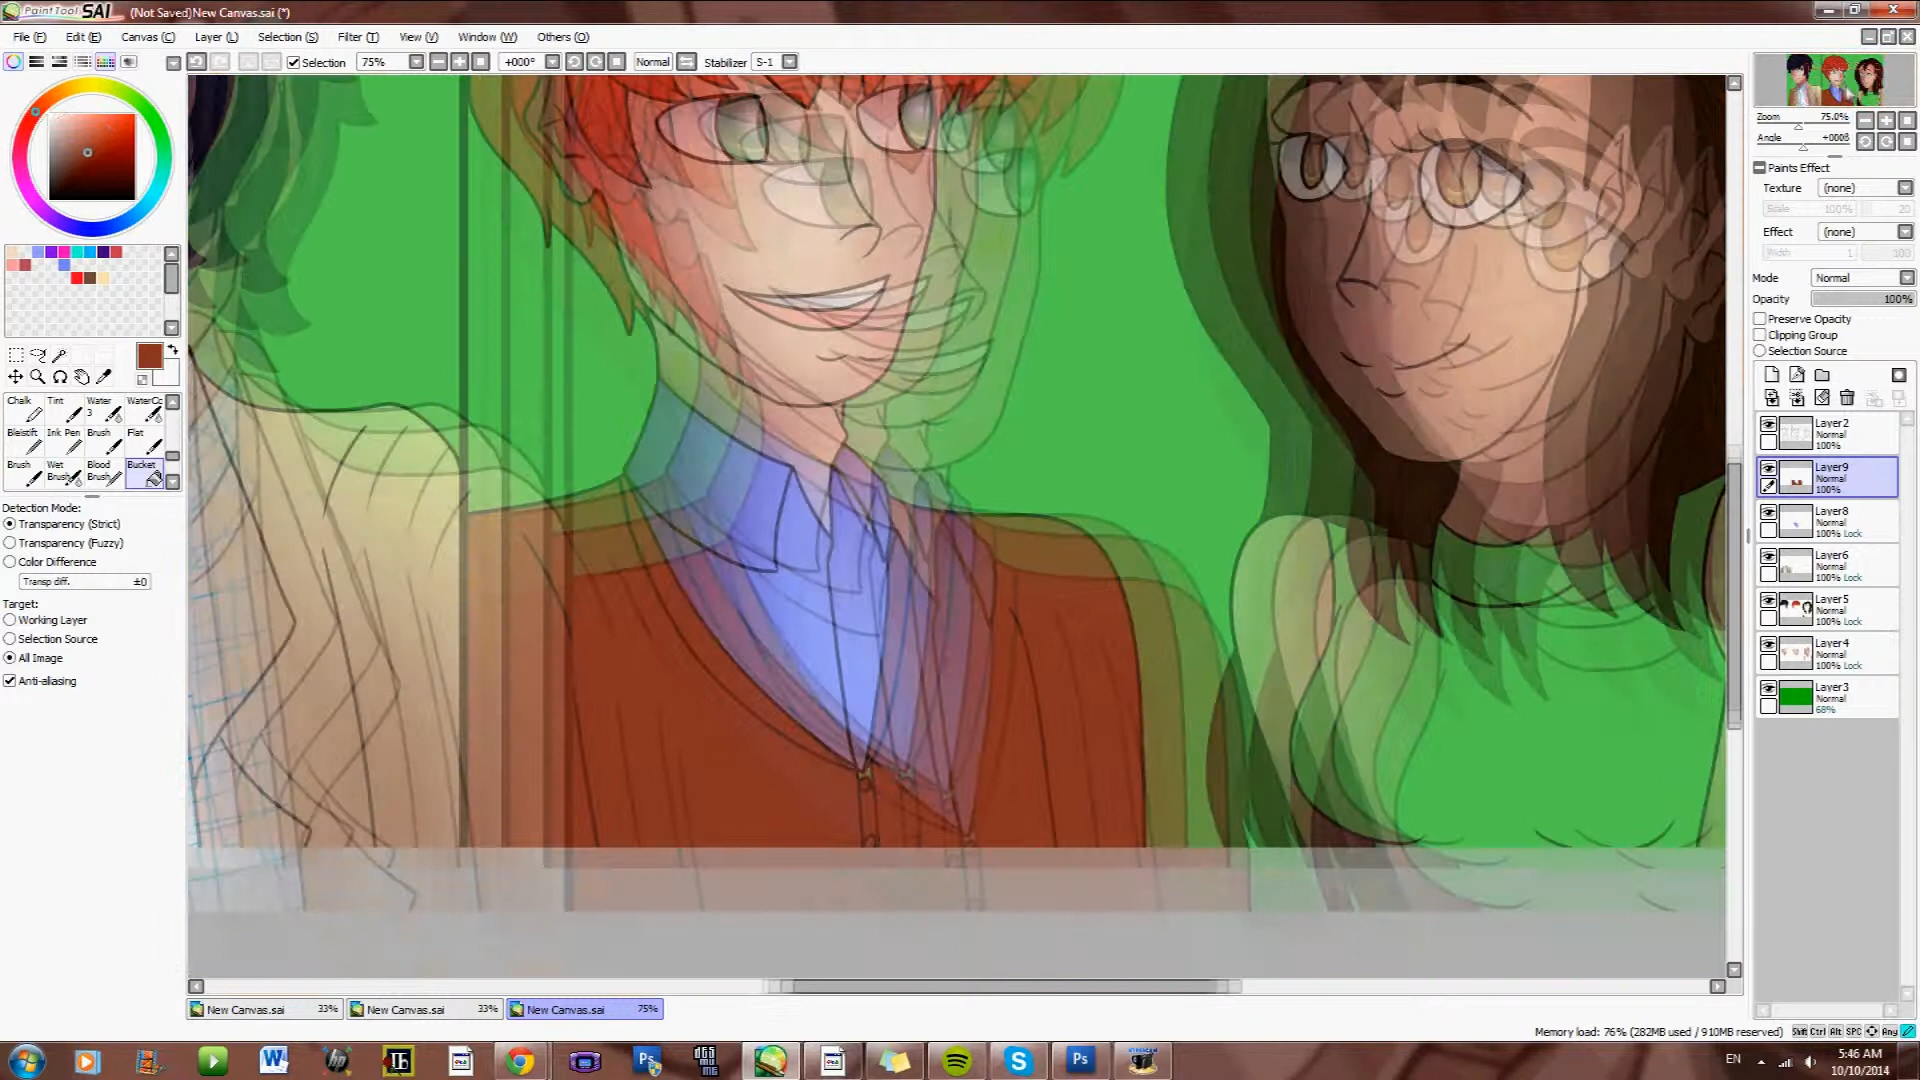 PaintTool SAI (Not Saved)New Canvas.sai (*)
File (F) Edit (E) Canvas (C) Layer (L) Selection (S) Filter (T) View (V) Window (W) Others (O)
Selection 75% +000° Normal Stabilizer S-1
Zoom 75.0%
Angle
Paints Effect
Texture (none)
Scale 100% 20
Effect (none)
Width 1 100
Mode Normal
Opacity 100%
Preserve Opacity
Clipping Group
Selection Source
Chalk Tint Water 3
Bleistift Ink Pen Brush Flat
Brush Wet Brush Blood Brush Bucket
Detection Mode:
Transparency (Strict)
Transparency (Fuzzy)
Color Difference
Transp diff. ±0
Target:
Working Layer
Selection Source
All Image
Anti-aliasing
Layer2
Normal
100%
Layer9
Normal
100%
Layer8
Normal
100% Lock
Layer6
Normal
100% Lock
Layer5
Normal
100% Lock
Layer4
Normal
100% Lock
Layer3
Normal
68%
New Canvas.sai 33% New Canvas.sai 33% New Canvas.sai 75%
Memory load: 76% (282MB used / 910MB reserved) Shift Ctrl Alt SPC Any
EN 5:46 AM
10/10/2014